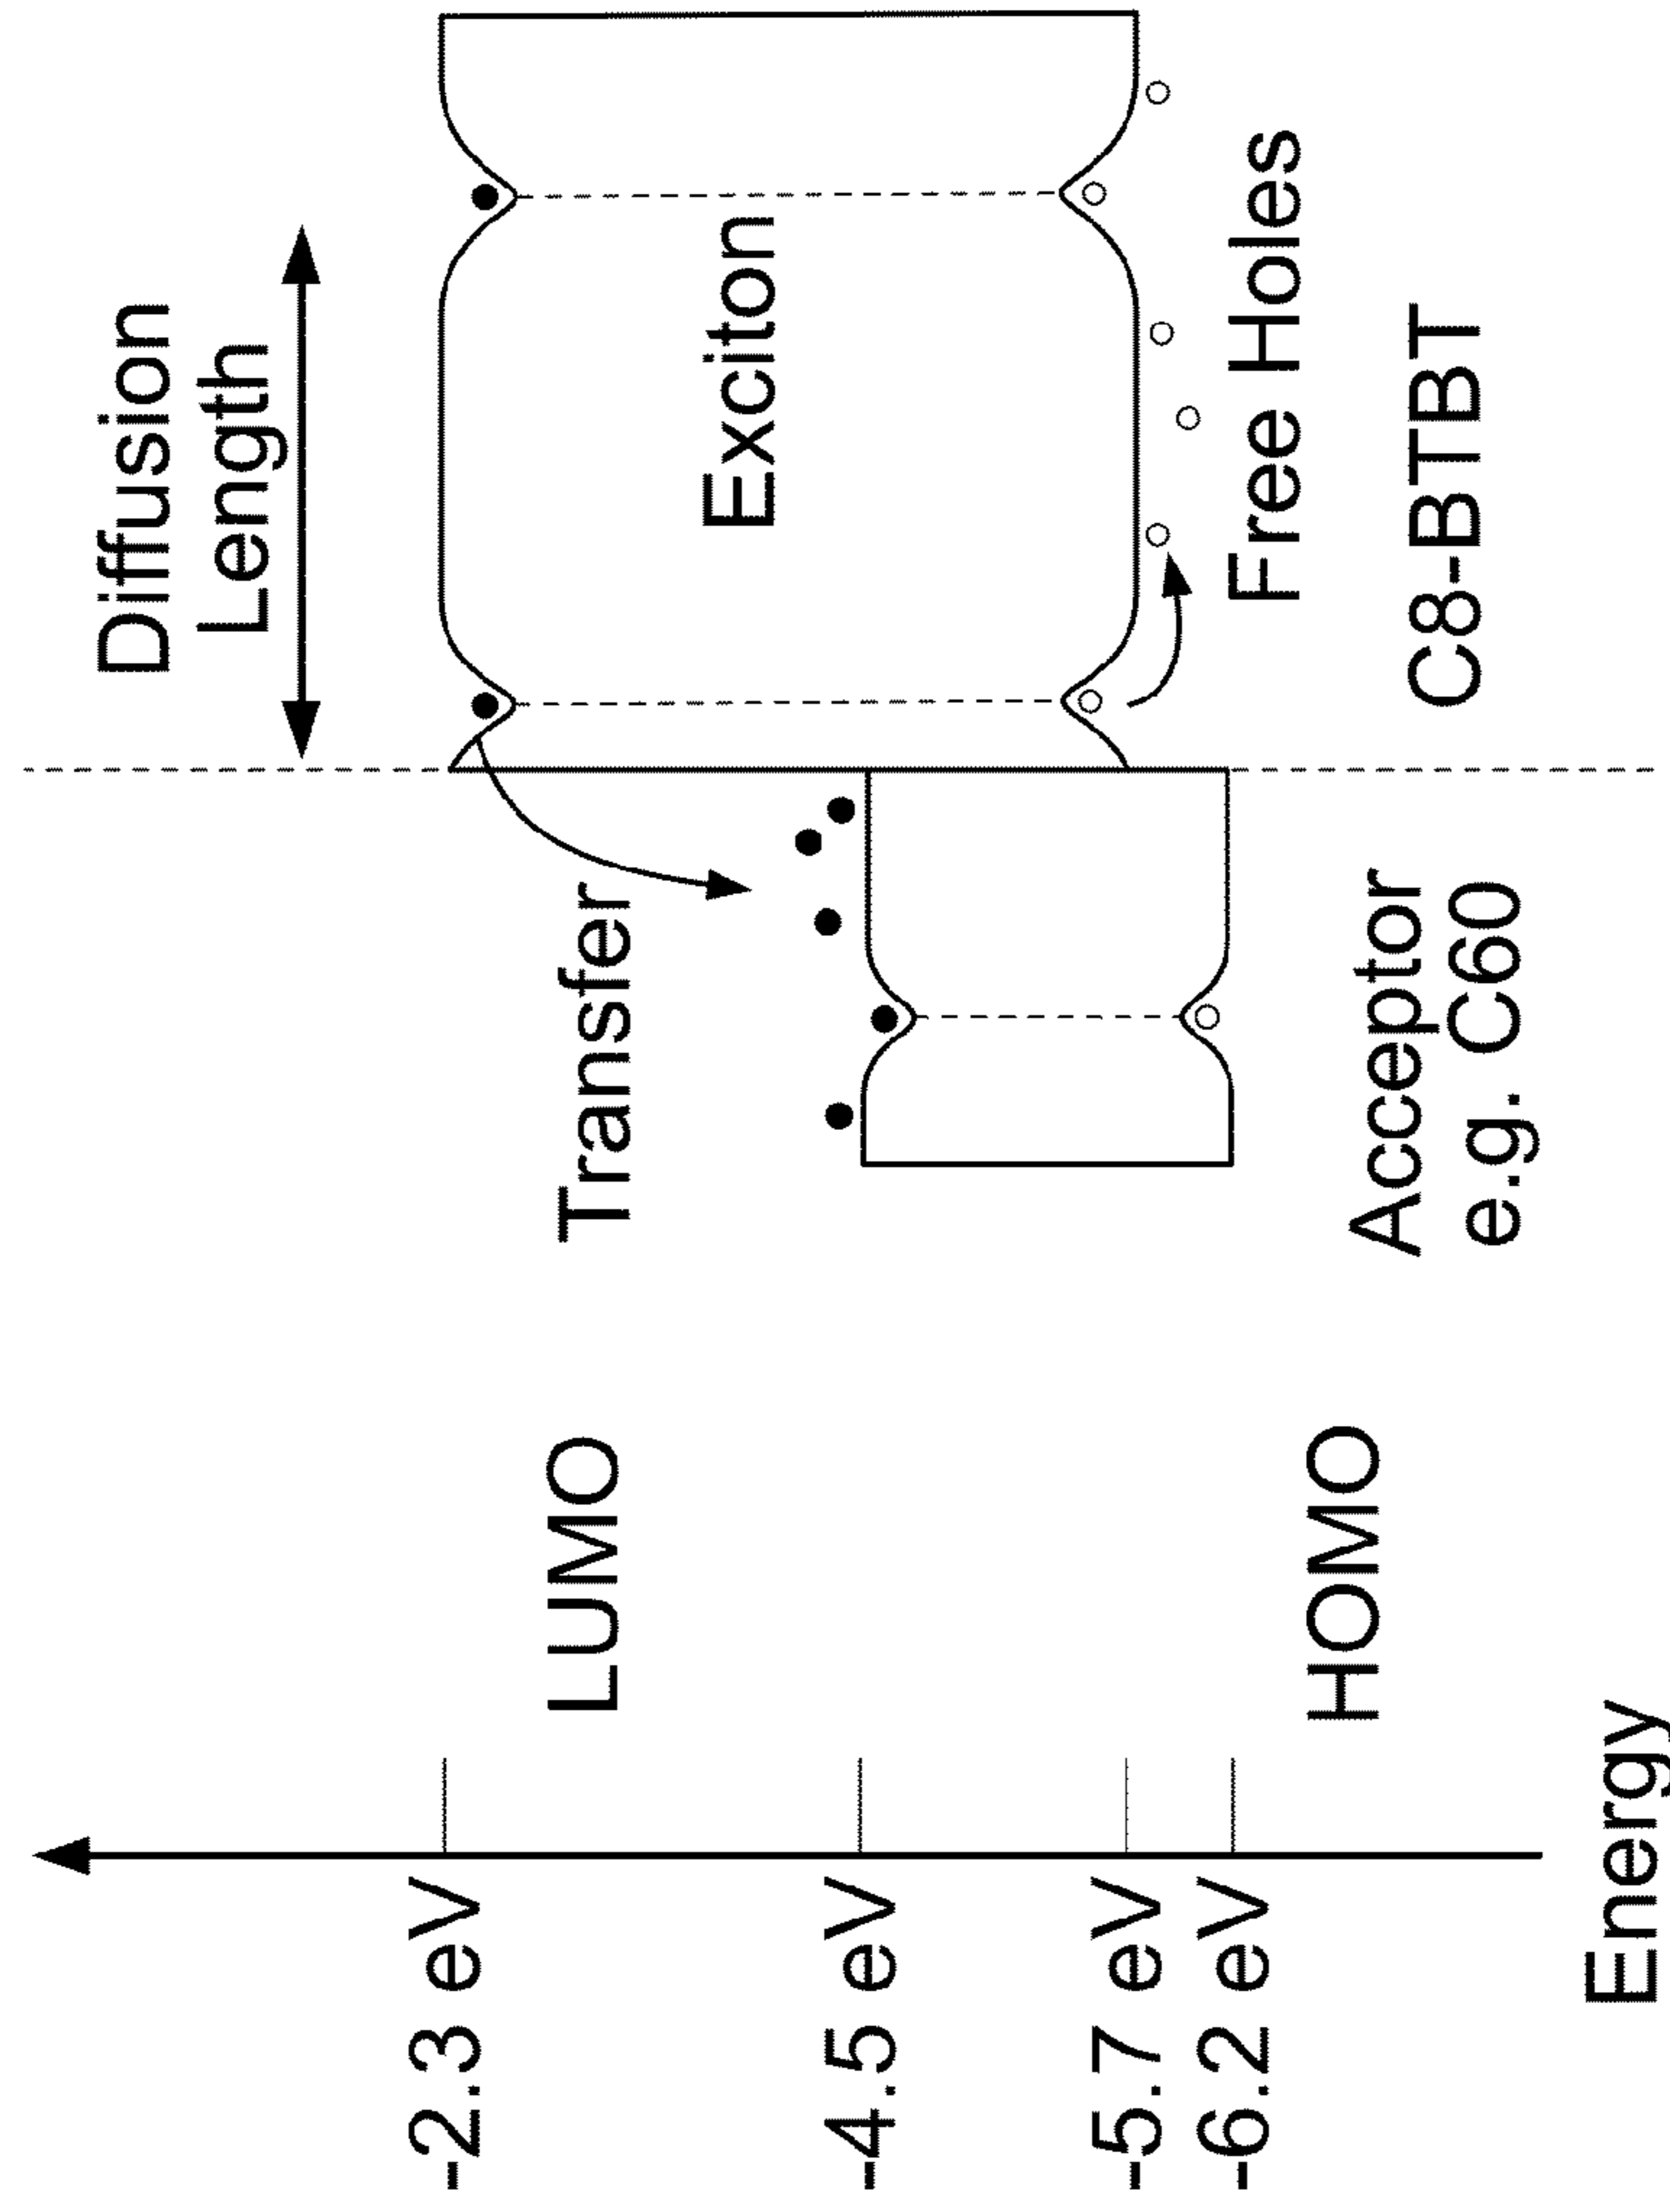 Diffusion
Length
-2.3 eV
LUMO
Transfer
Exciton
-4.5 eV
-5.7 eV
-6.2 eV
Free Holes
HOMO
Acceptor
e.g. C60
C8-BTBT
Energy